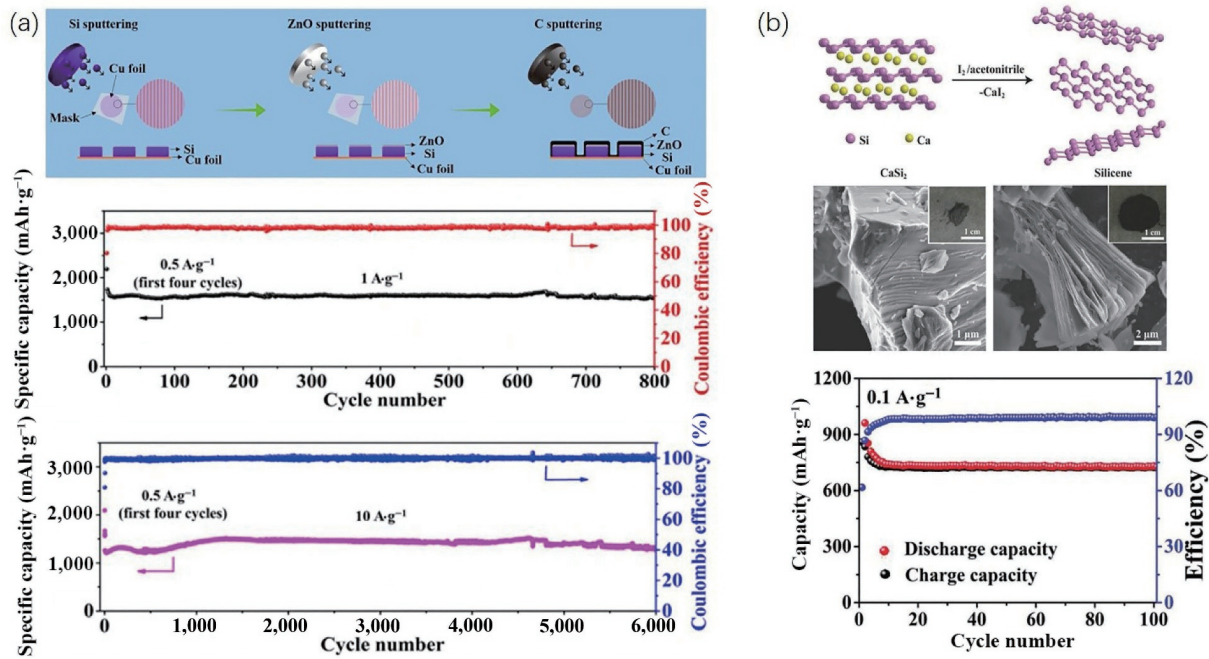 (a)
Si sputtering
ZnO sputtering
C sputtering
Cu foil
Mask
Si
Cu foil
ZnO
Si
Cu foil
C
ZnO
Si
Cu foil
Specific capacity (mAh·g⁻¹)
3,000
2,000
1,000
0
0.5 A·g⁻¹
(first four cycles)
1 A·g⁻¹
0
100
200
300
400
500
600
700
800
Cycle number
100
80
60
40
20
0
Coulombic efficiency (%)
Specific capacity (mAh·g⁻¹)
3,000
2,000
1,000
0
0.5 A·g⁻¹
(first four cycles)
10 A·g⁻¹
0
1,000
2,000
3,000
4,000
5,000
6,000
Cycle number
100
80
60
40
20
0
Coulombic efficiency (%)
(b)
I₂/acetonitrile
-CaI₂
Si
Ca
CaSi₂
Silicene
1 cm
1 μm
1 cm
2 μm
Capacity (mAh·g⁻¹)
1200
900
600
300
0
0.1 A·g⁻¹
Discharge capacity
Charge capacity
0
20
40
60
80
100
Cycle number
120
90
60
30
0
Efficiency (%)